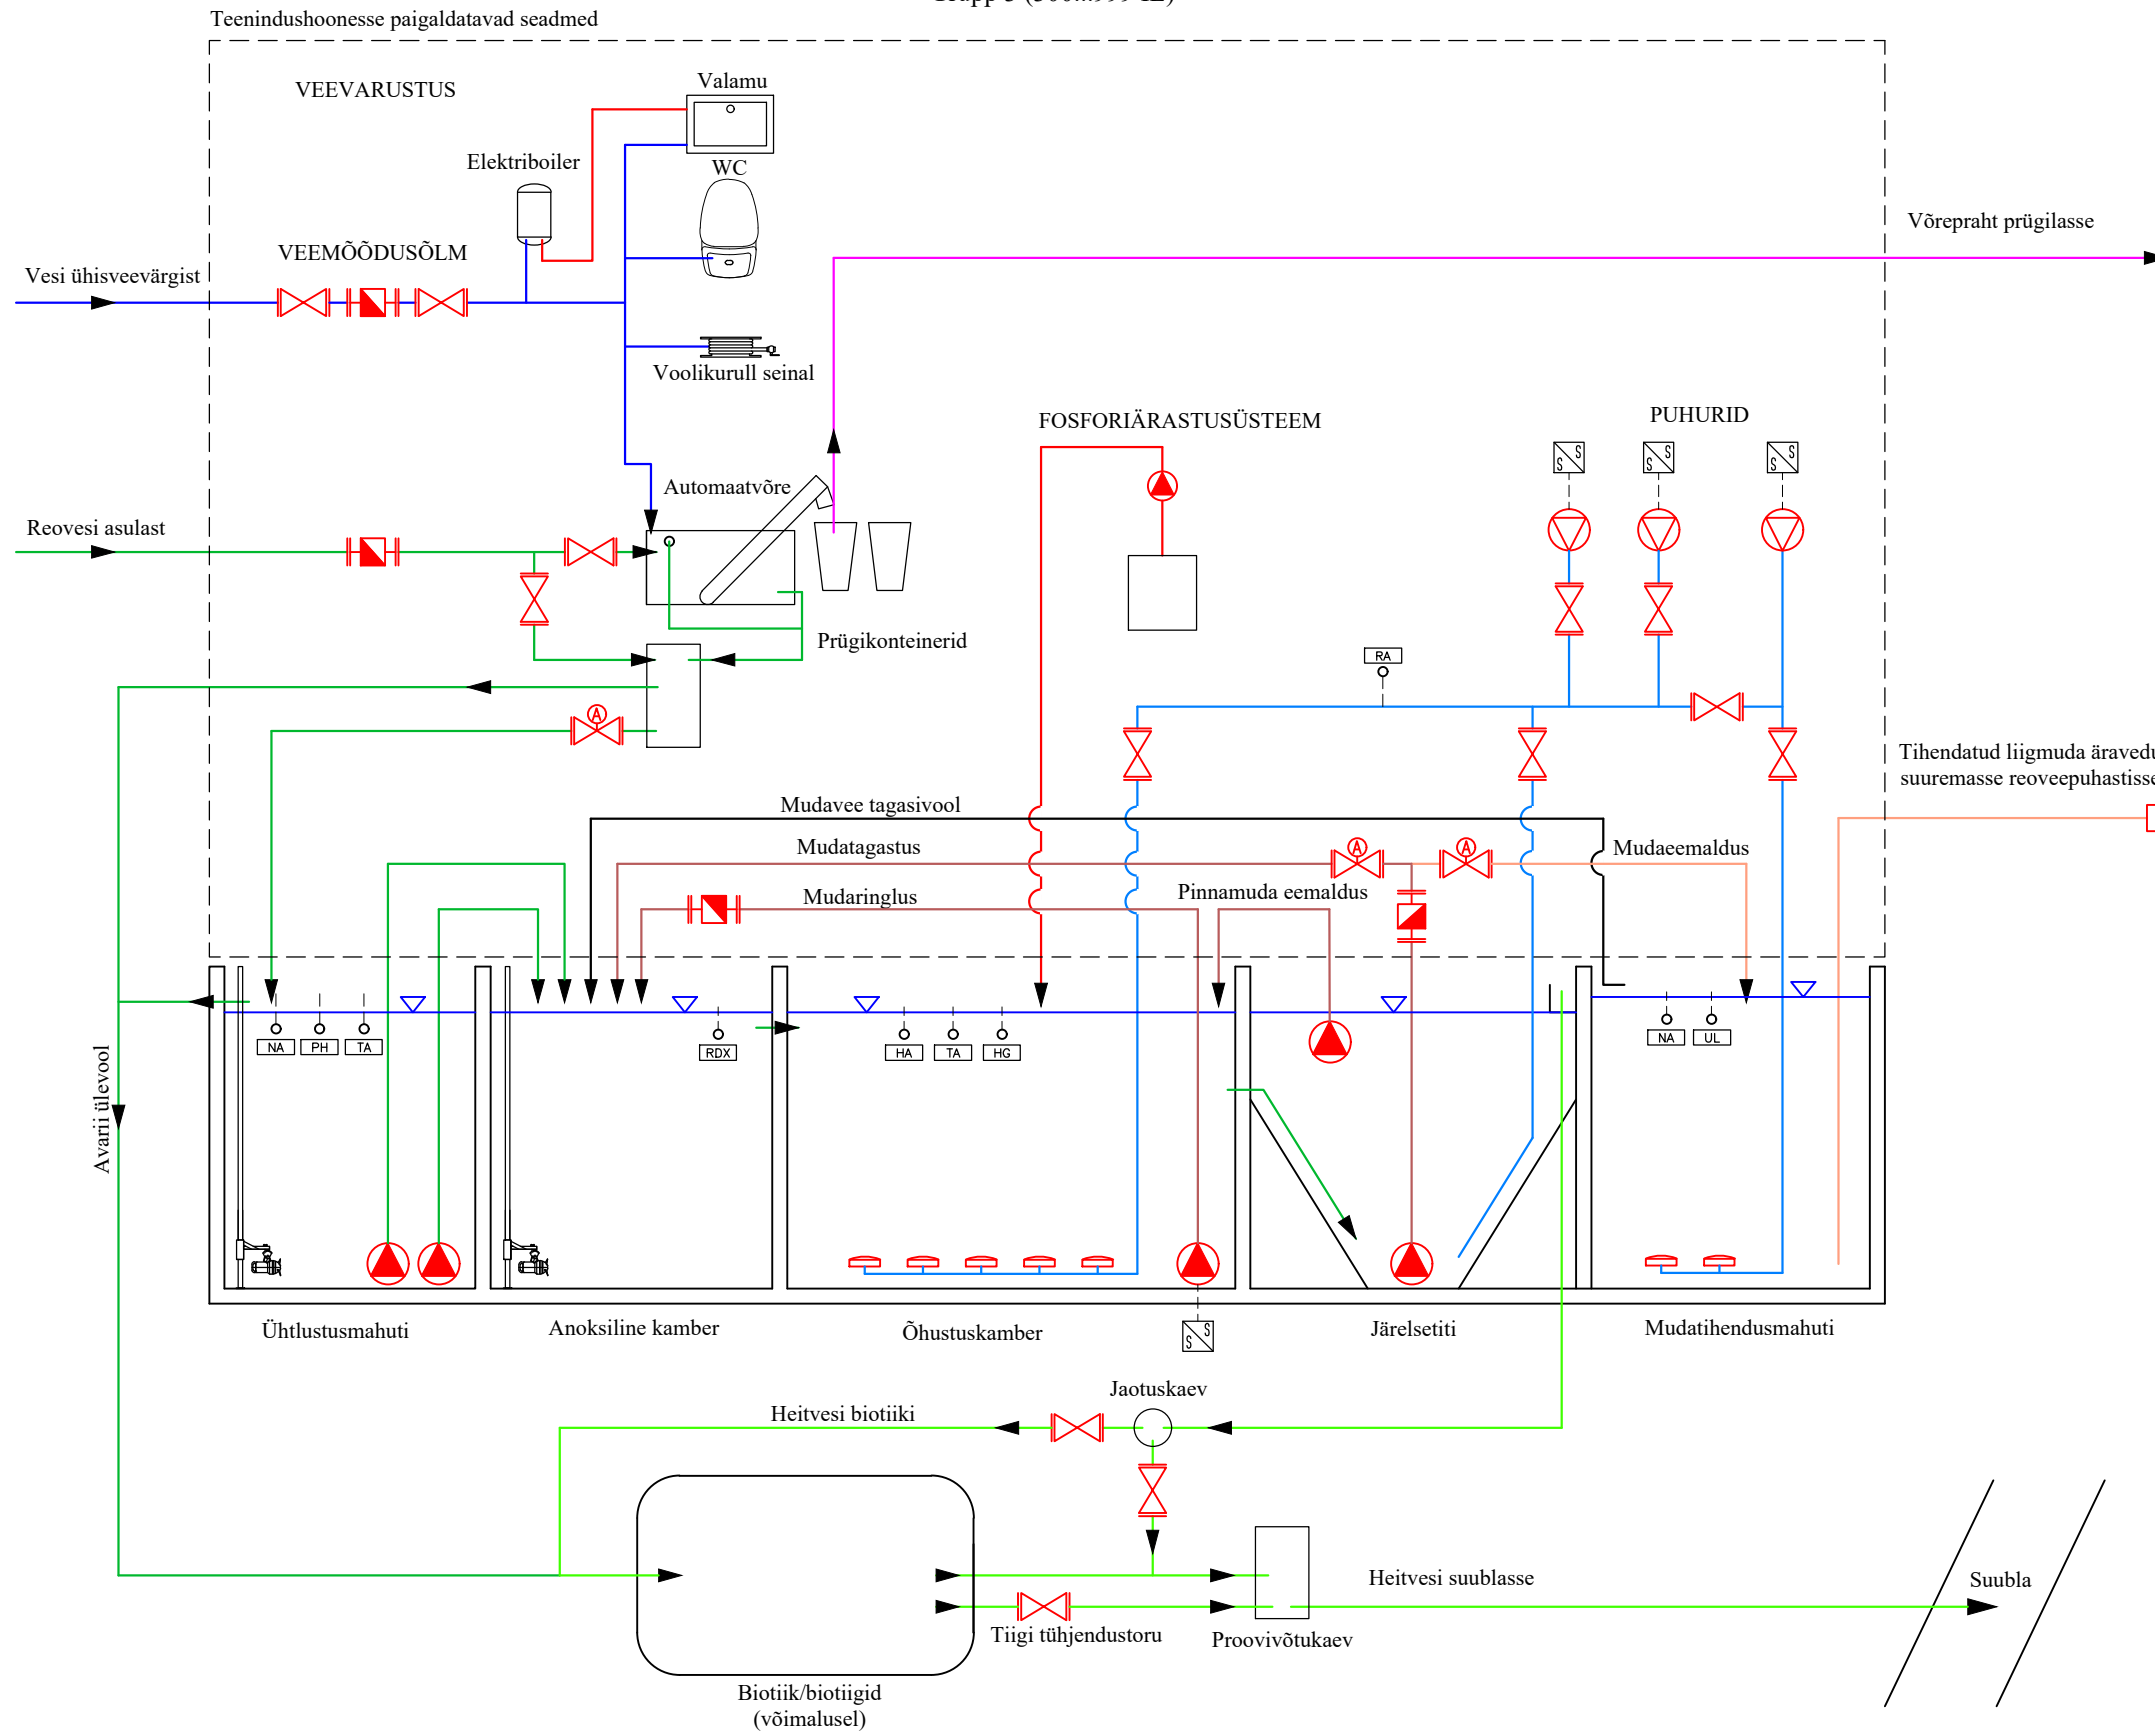 Teenindushoonesse paigaldatavad seadmed
VEEVARUSTUS
Valamu
Elektriboiler
WC
Võrepraht prügilasse
VEEMÕÕDUSÕLM
Vesi ühisveevärgist
Voolikurull seinal
FOSFORIÄRASTUSÜSTEEM
PUHURID
S S
S S
S S
Automaatvõre
Reovesi asulast
Prügikonteinerid
RA
A
Tihendatud liigmuda äravedu
suuremasse reoveepuhastisse
Mudavee tagasivool
Mudatagastus
A
A
Mudaeemaldus
Mudaringlus
Pinnamuda eemaldus
NA
PH
TA
RDX
HA
TA
HG
NA
UL
Avarii ülevool
Ühtlustusmahuti
Anoksiline kamber
Õhustuskamber
S S
Järelsetiti
Mudatihendusmahuti
Jaotuskaev
Heitvesi biotiiki
Heitvesi suublasse
Suubla
Tiigi tühjendustoru
Proovivõtukaev
Biotiik/biotiigid
(võimalusel)